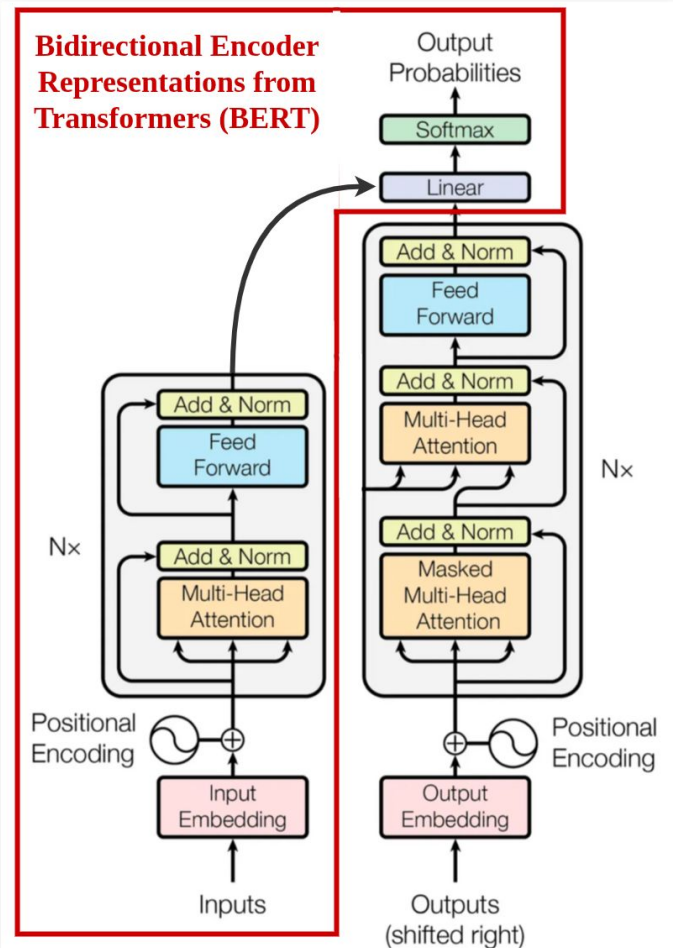 Bidirectional Encoder
Representations from
Transformers (BERT)
Output
Probabilities
Softmax
Linear
Add & Norm
Feed
Forward
Add & Norm
Multi-Head
Attention
Add & Norm
Masked
Multi-Head
Attention
N×
Positional
Encoding
Output
Embedding
Outputs
(shifted right)
Add & Norm
Feed
Forward
Add & Norm
Multi-Head
Attention
N×
Positional
Encoding
Input
Embedding
Inputs